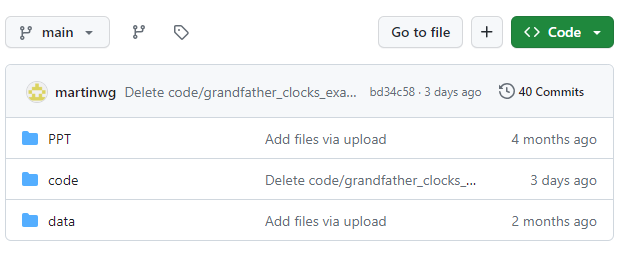 main Go to file Code
martinwg Delete code/grandfather_clocks_exa... bd34c58 · 3 days ago 40 Commits
PPT Add files via upload 4 months ago
code Delete code/grandfather_clocks_... 3 days ago
data Add files via upload 2 months ago